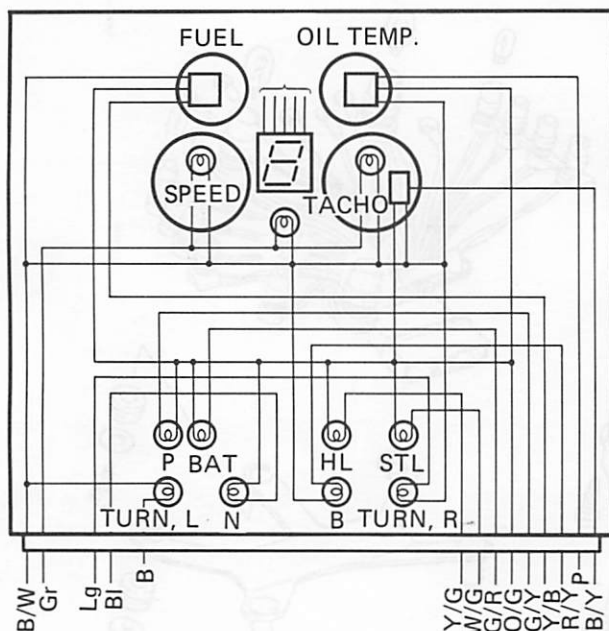 FUEL OIL TEMP.
SPEED
TACHO
P BAT HL STL
TURN, L N B TURN, R
B/W Gr Lg Bl B Y/G W/G G/R O/G G/Y Y/B R/Y P B/Y